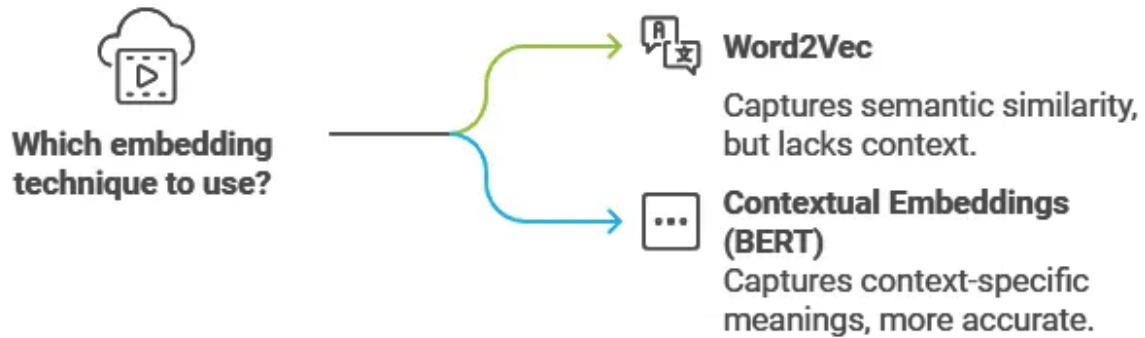 Which embedding
technique to use?
A 文
Word2Vec
Captures semantic similarity,
but lacks context.
Contextual Embeddings
(BERT)
Captures context-specific
meanings, more accurate.